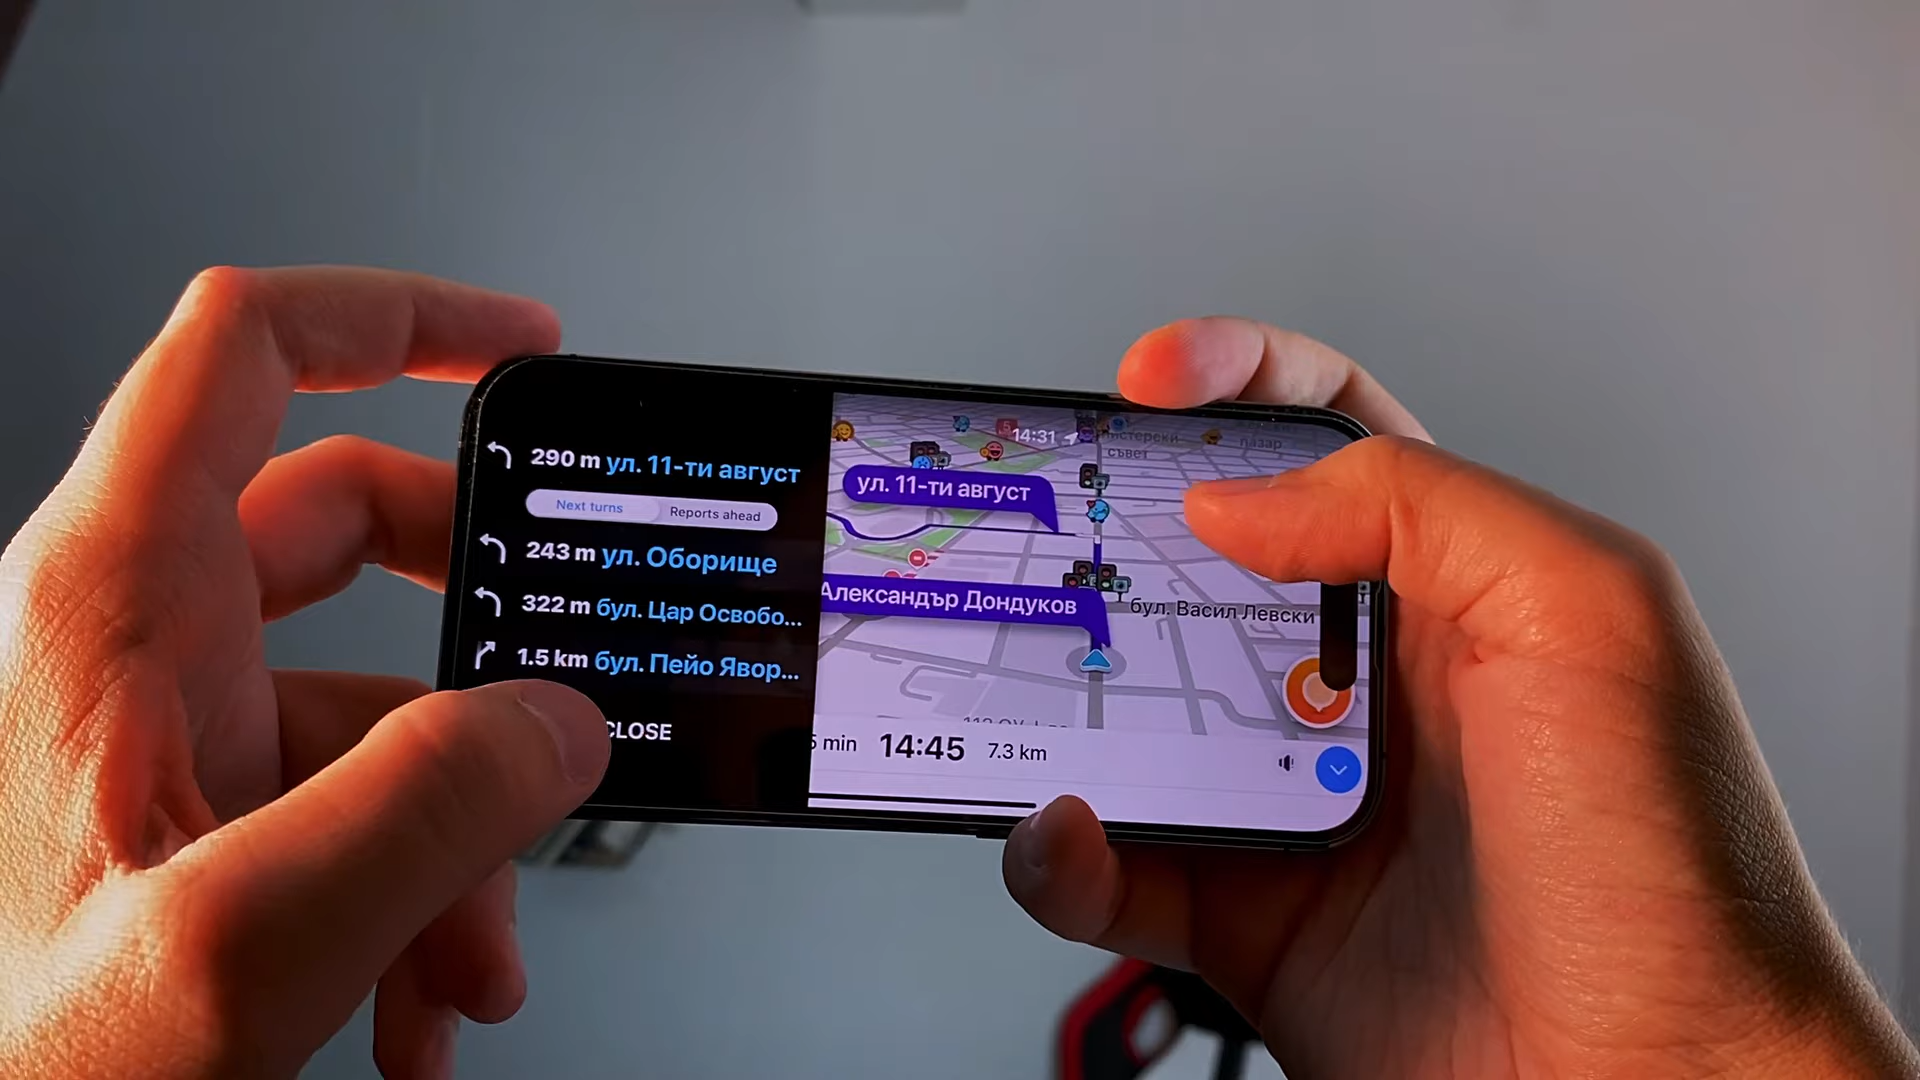 290 m ул. 11-ти август
Next turns
Reports ahead
243 m ул. Оборище
322 m бул. Цар Освобо...
1.5 km бул. Пейо Явор...
CLOSE
14:31
съвет
пазар
ул. 11-ти август
Александър Дондуков
бул. Васил Левски
min 14:45 7.3 km